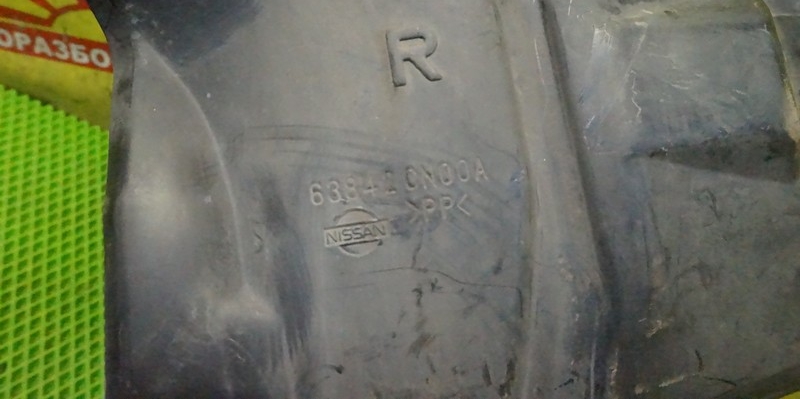 ОРАЗБО
R
63842 0N00A
>PP<
NISSAN